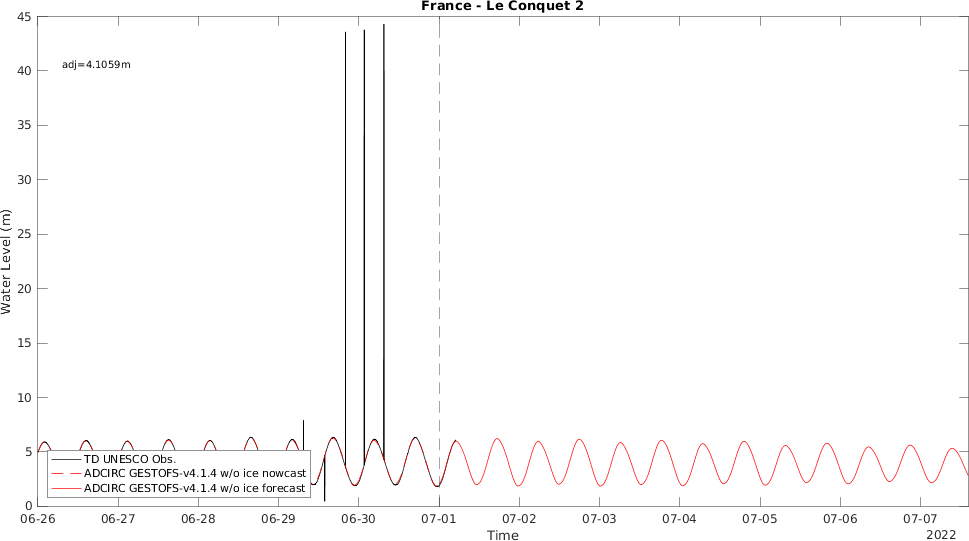 France - Le Conquet 2
adj=4.1059m
45
40
35
30
25
20
15
10
5
0
Water Level (m)
TD UNESCO Obs.
ADCIRC GESTOFS-v4.1.4 w/o ice nowcast
ADCIRC GESTOFS-v4.1.4 w/o ice forecast
06-26 06-27 06-28 06-29 06-30 07-01 07-02 07-03 07-04 07-05 07-06 07-07
Time
2022